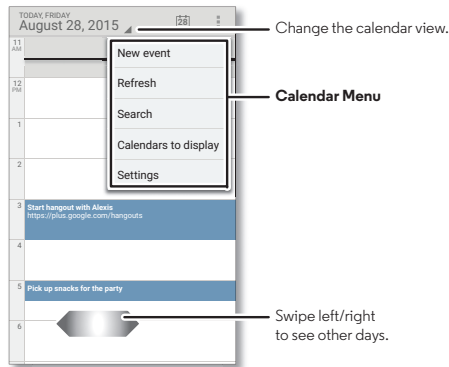 TODAY, FRIDAY
August 28, 2015
28
Change the calendar view.
11
AM
New event
Refresh
Search
Calendars to display
Settings
Calendar Menu
12
PM
1
2
3
Start hangout with Alexis
https://plus.google.com/hangouts
4
5
Pick up snacks for the party
6
Swipe left/right
to see other days.